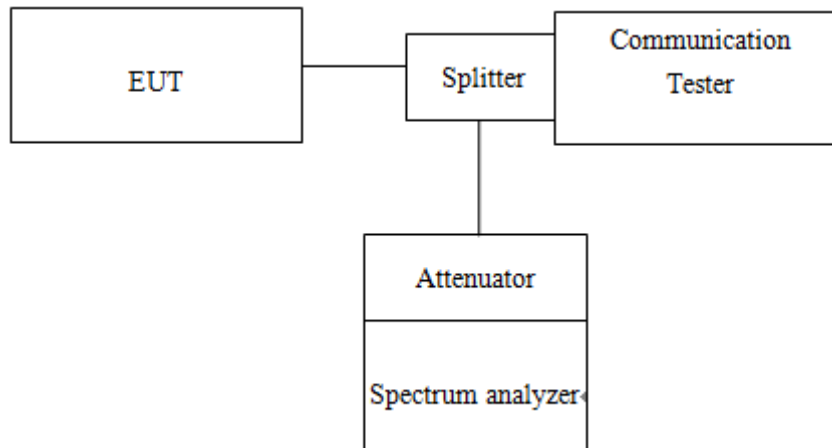 EUT
Splitter
Communication
Tester
Attenuator
Spectrum analyzer